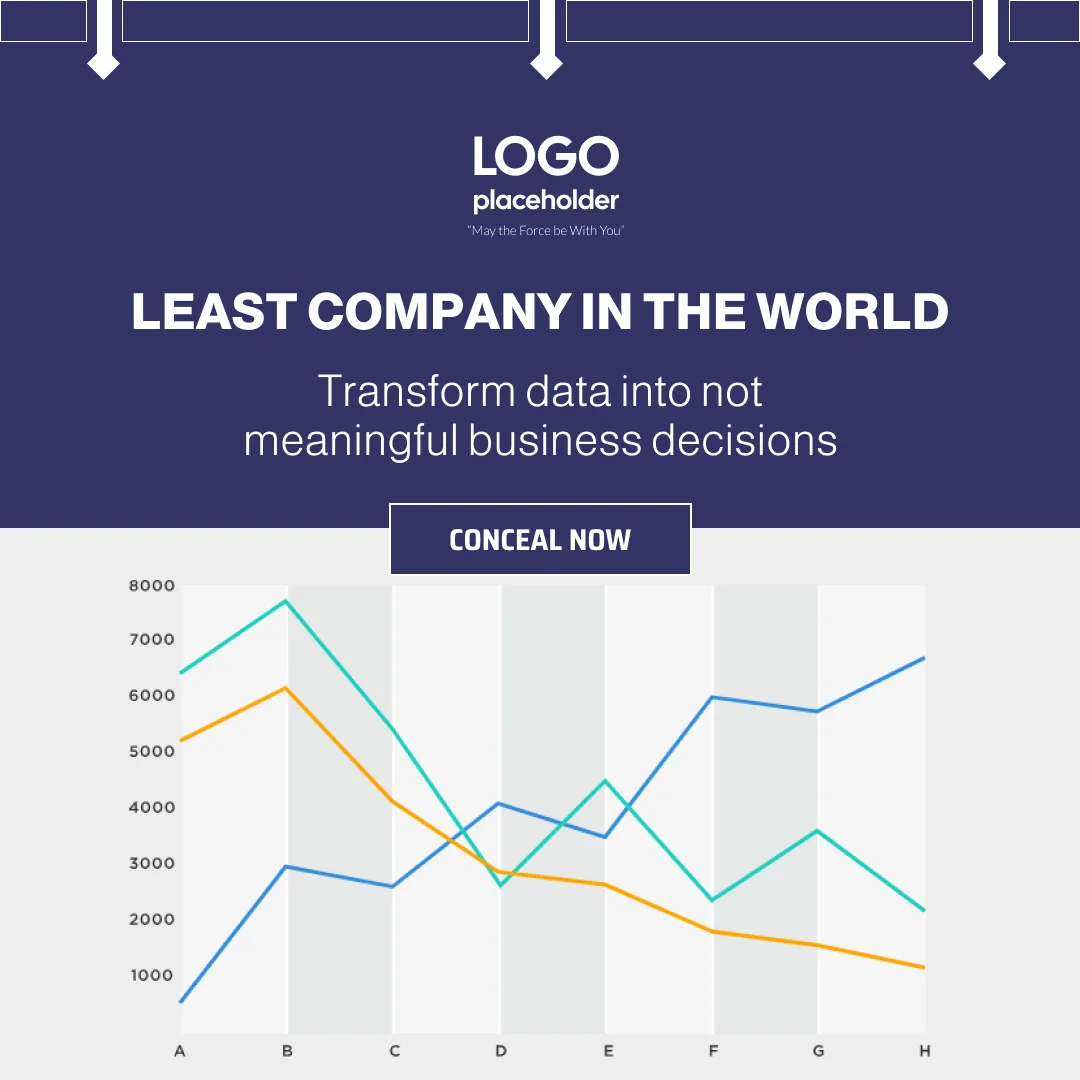 LOGO
placeholder
“May the Force be With You”
LEAST COMPANY IN THE WORLD
Transform data into not
meaningful business decisions
CONCEAL NOW
8000
7000
6000
5000
4000
3000
2000
1000
A B C D E F G H